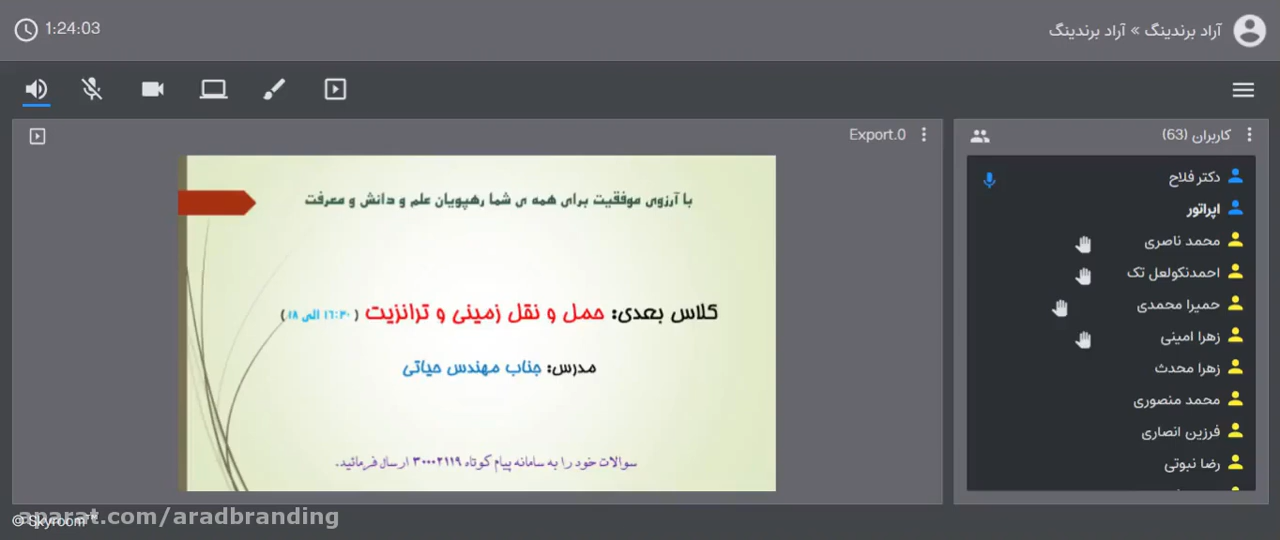 1:24:03
آراد برندینگ » آراد برندینگ
Export.0
کاربران (63)
با آرزوی موفقیت برای همه ی شما رهپویان علم و دانش و معرفت
کلاس بعدی: حمل و نقل زمینی و ترانزیت ( ۱۶:۳۰ الی ۱۸ )
مدرس: جناب مهندس حیاتی
سوالات خود را به سامانه پیام کوتاه ۳۰۰۰۲۱۱۹ ارسال فرمائید.
دکتر فلاح
اپراتور
محمد ناصری
احمدنکولعل تک
حمیرا محمدی
زهرا امینی
زهرا محدث
محمد منصوری
فرزین انصاری
رضا نبوتی
© Skyroom™
aparat.com/aradbranding